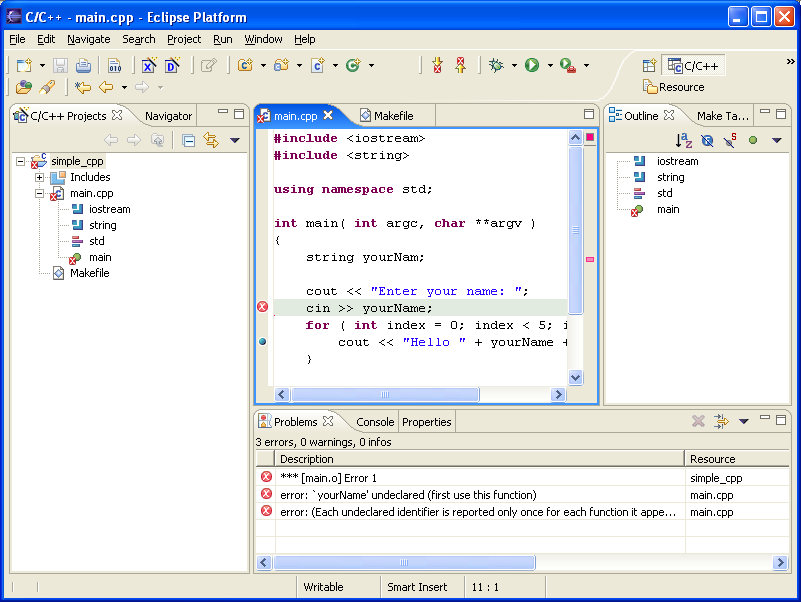 C/C++ - main.cpp - Eclipse Platform
File Edit Navigate Search Project Run Window Help
C/C++
Resource
C/C++ Projects
Navigator
simple_cpp
Includes
main.cpp
iostream
string
std
main
Makefile
main.cpp
Makefile
#include <iostream>
#include <string>
using namespace std;
int main( int argc, char **argv )
{
string yourNam;
cout << "Enter your name: ";
cin >> yourName;
for ( int index = 0; index < 5; i
cout << "Hello " + yourName +
}
Outline
Make Ta...
iostream
string
std
main
Problems
Console
Properties
3 errors, 0 warnings, 0 infos
Description Resource
*** [main.o] Error 1 simple_cpp
error: `yourName' undeclared (first use this function) main.cpp
error: (Each undeclared identifier is reported only once for each function it appe... main.cpp
Writable Smart Insert 11 : 1